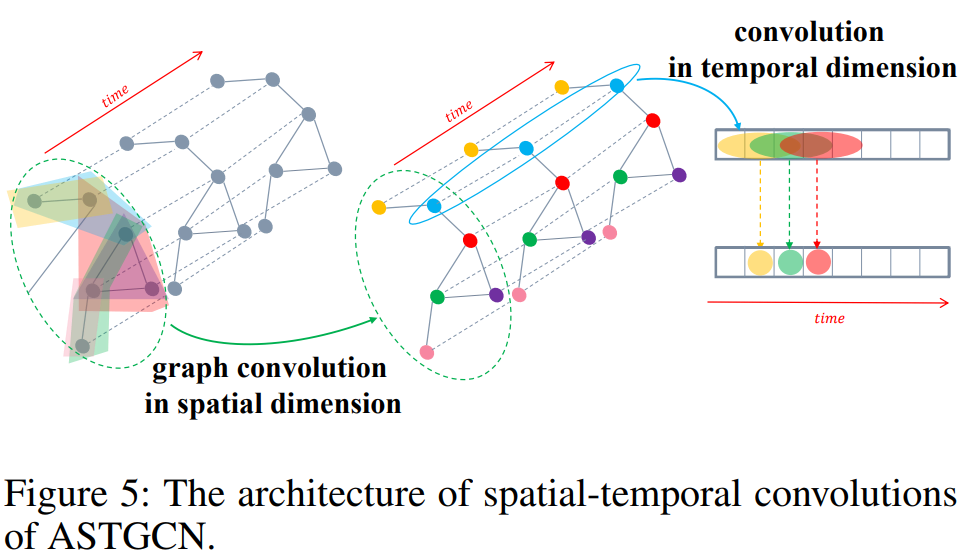 time
time
convolution
in temporal dimension
time
graph convolution
in spatial dimension
Figure 5: The architecture of spatial-temporal convolutions
of ASTGCN.